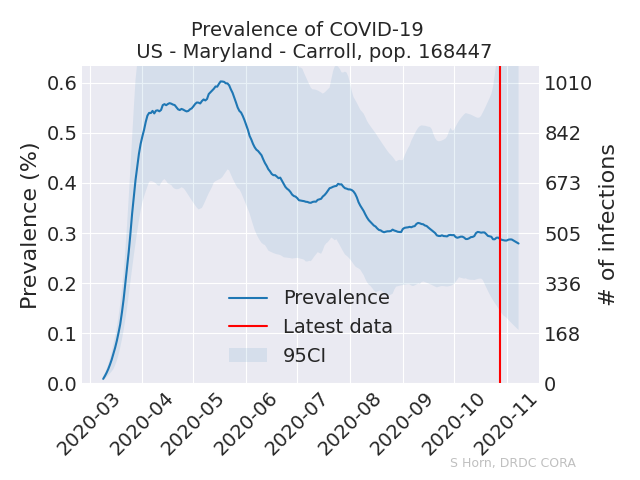 Prevalence of COVID-19
US - Maryland - Carroll, pop. 168447
Prevalence (%)
0.6
0.5
0.4
0.3
0.2
0.1
0.0
1010
842
673
505
336
168
0
# of infections
Prevalence
Latest data
95CI
2020-03
2020-04
2020-05
2020-06
2020-07
2020-08
2020-09
2020-10
2020-11
S Horn, DRDC CORA